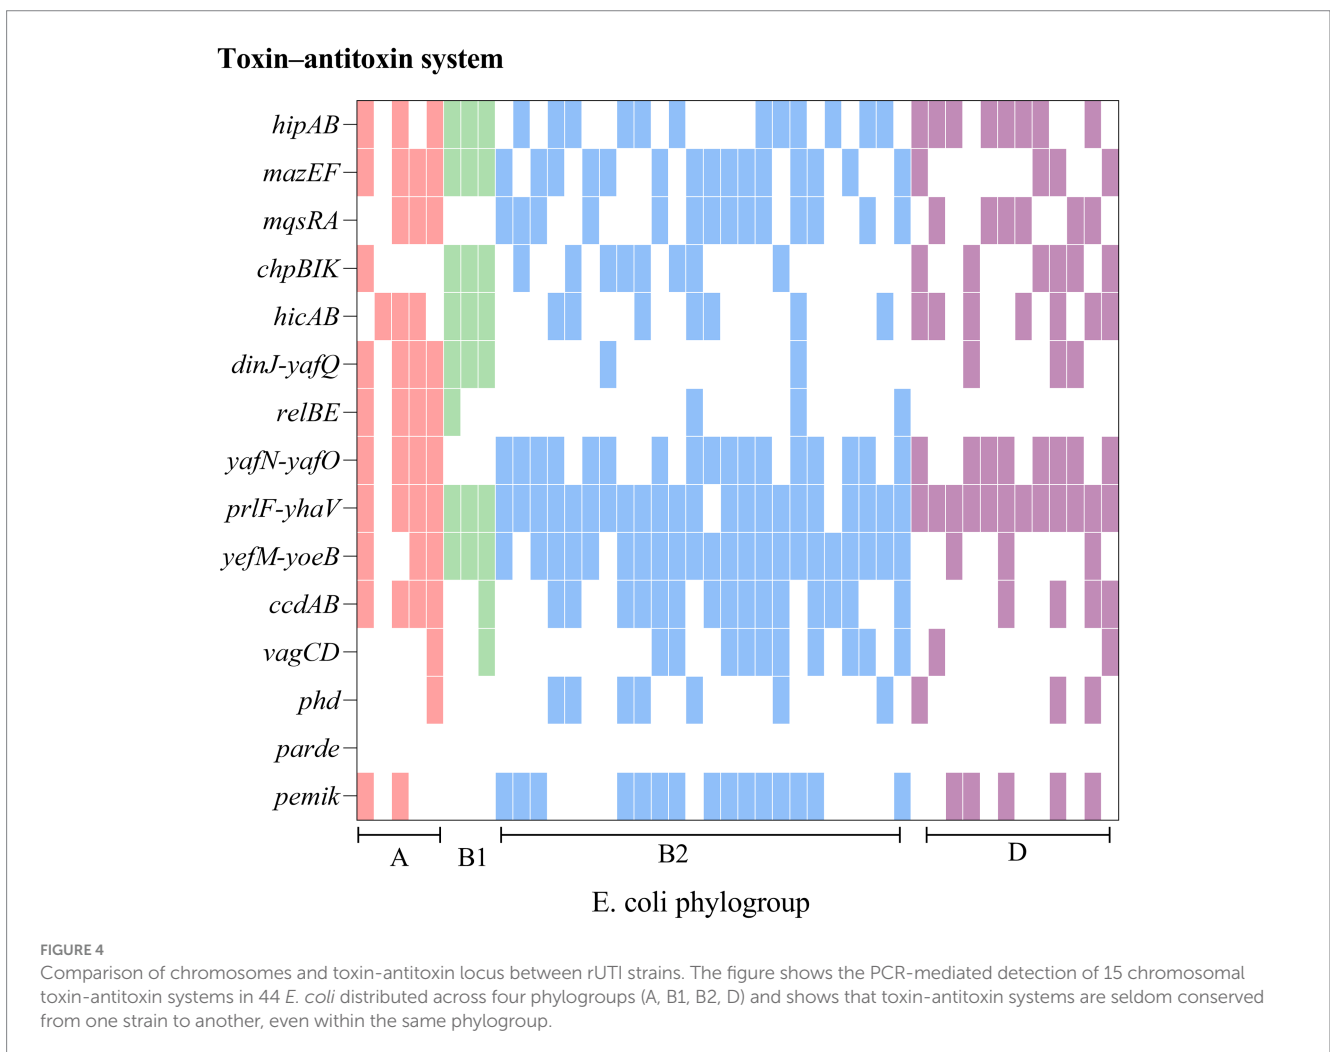 Toxin–antitoxin system
hipAB
mazEF
mqsRA
chpBIK
hicAB
dinJ-yafQ
relBE
yafN-yafO
prlF-yhaV
yefM-yoeB
ccdAB
vagCD
phd
parde
pemik
A B1 B2 D
E. coli phylogroup
FIGURE 4
Comparison of chromosomes and toxin-antitoxin locus between rUTI strains. The figure shows the PCR-mediated detection of 15 chromosomal
toxin-antitoxin systems in 44 E. coli distributed across four phylogroups (A, B1, B2, D) and shows that toxin-antitoxin systems are seldom conserved
from one strain to another, even within the same phylogroup.